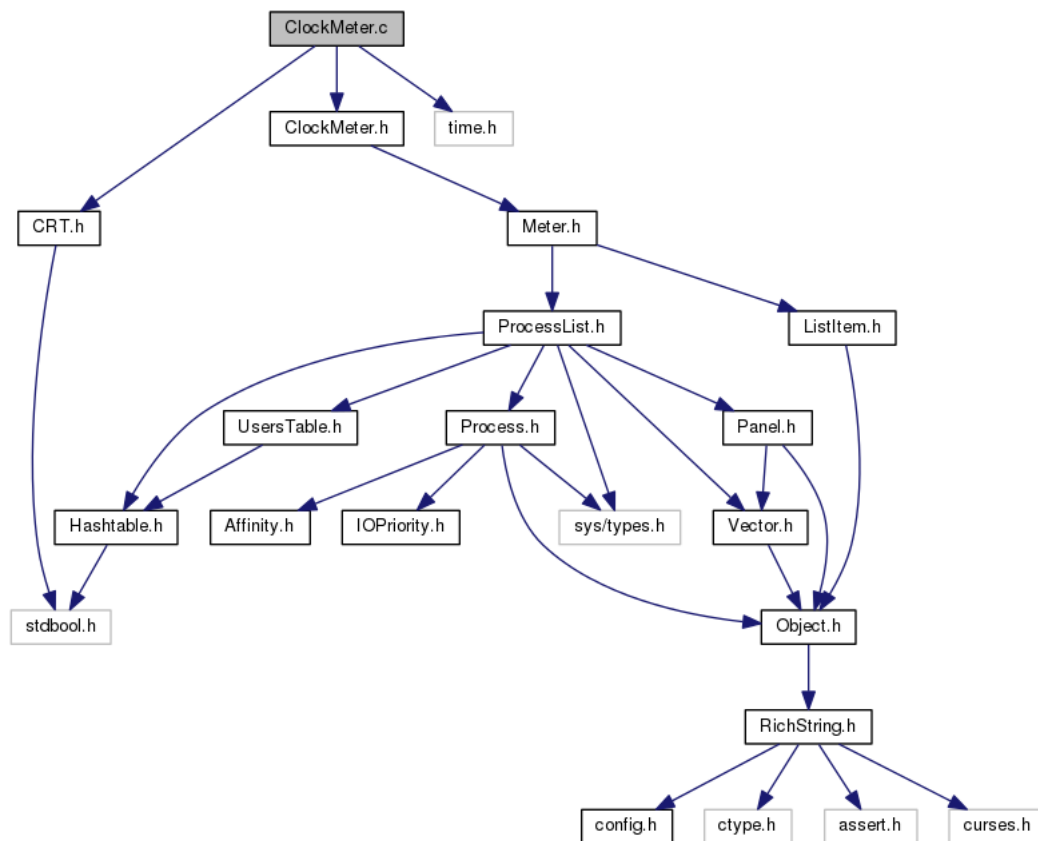 ClockMeter.c
ClockMeter.h
time.h
CRT.h
Meter.h
ProcessList.h
ListItem.h
UsersTable.h
Process.h
Panel.h
Hashtable.h
Affinity.h
IOPriority.h
sys/types.h
Vector.h
stdbool.h
Object.h
RichString.h
config.h
ctype.h
assert.h
curses.h